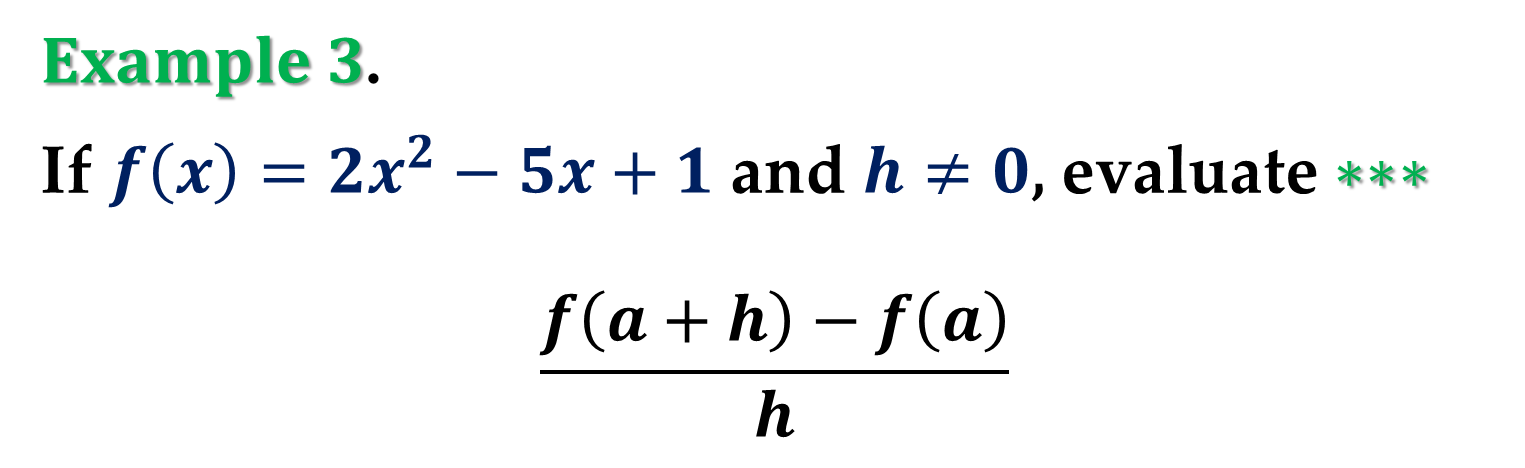 Example 3.
If f(x) = 2x² − 5x + 1 and h ≠ 0, evaluate ***
f(a + h) − f(a)
h